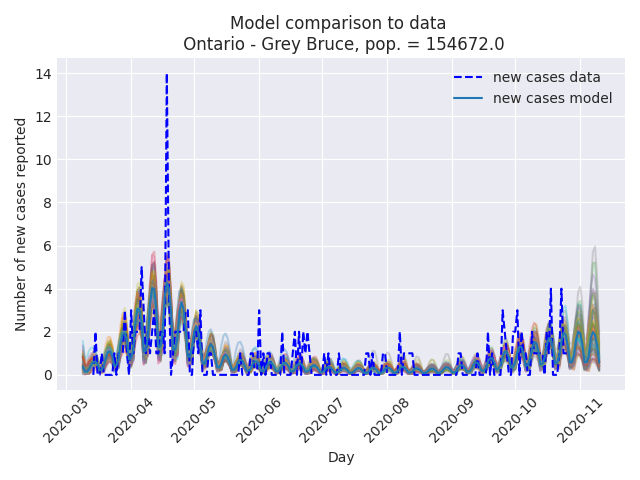 Model comparison to data
Ontario - Grey Bruce, pop. = 154672.0
new cases data
new cases model
Number of new cases reported
14
12
10
8
6
4
2
0
2020-03
2020-04
2020-05
2020-06
2020-07
2020-08
2020-09
2020-10
2020-11
Day